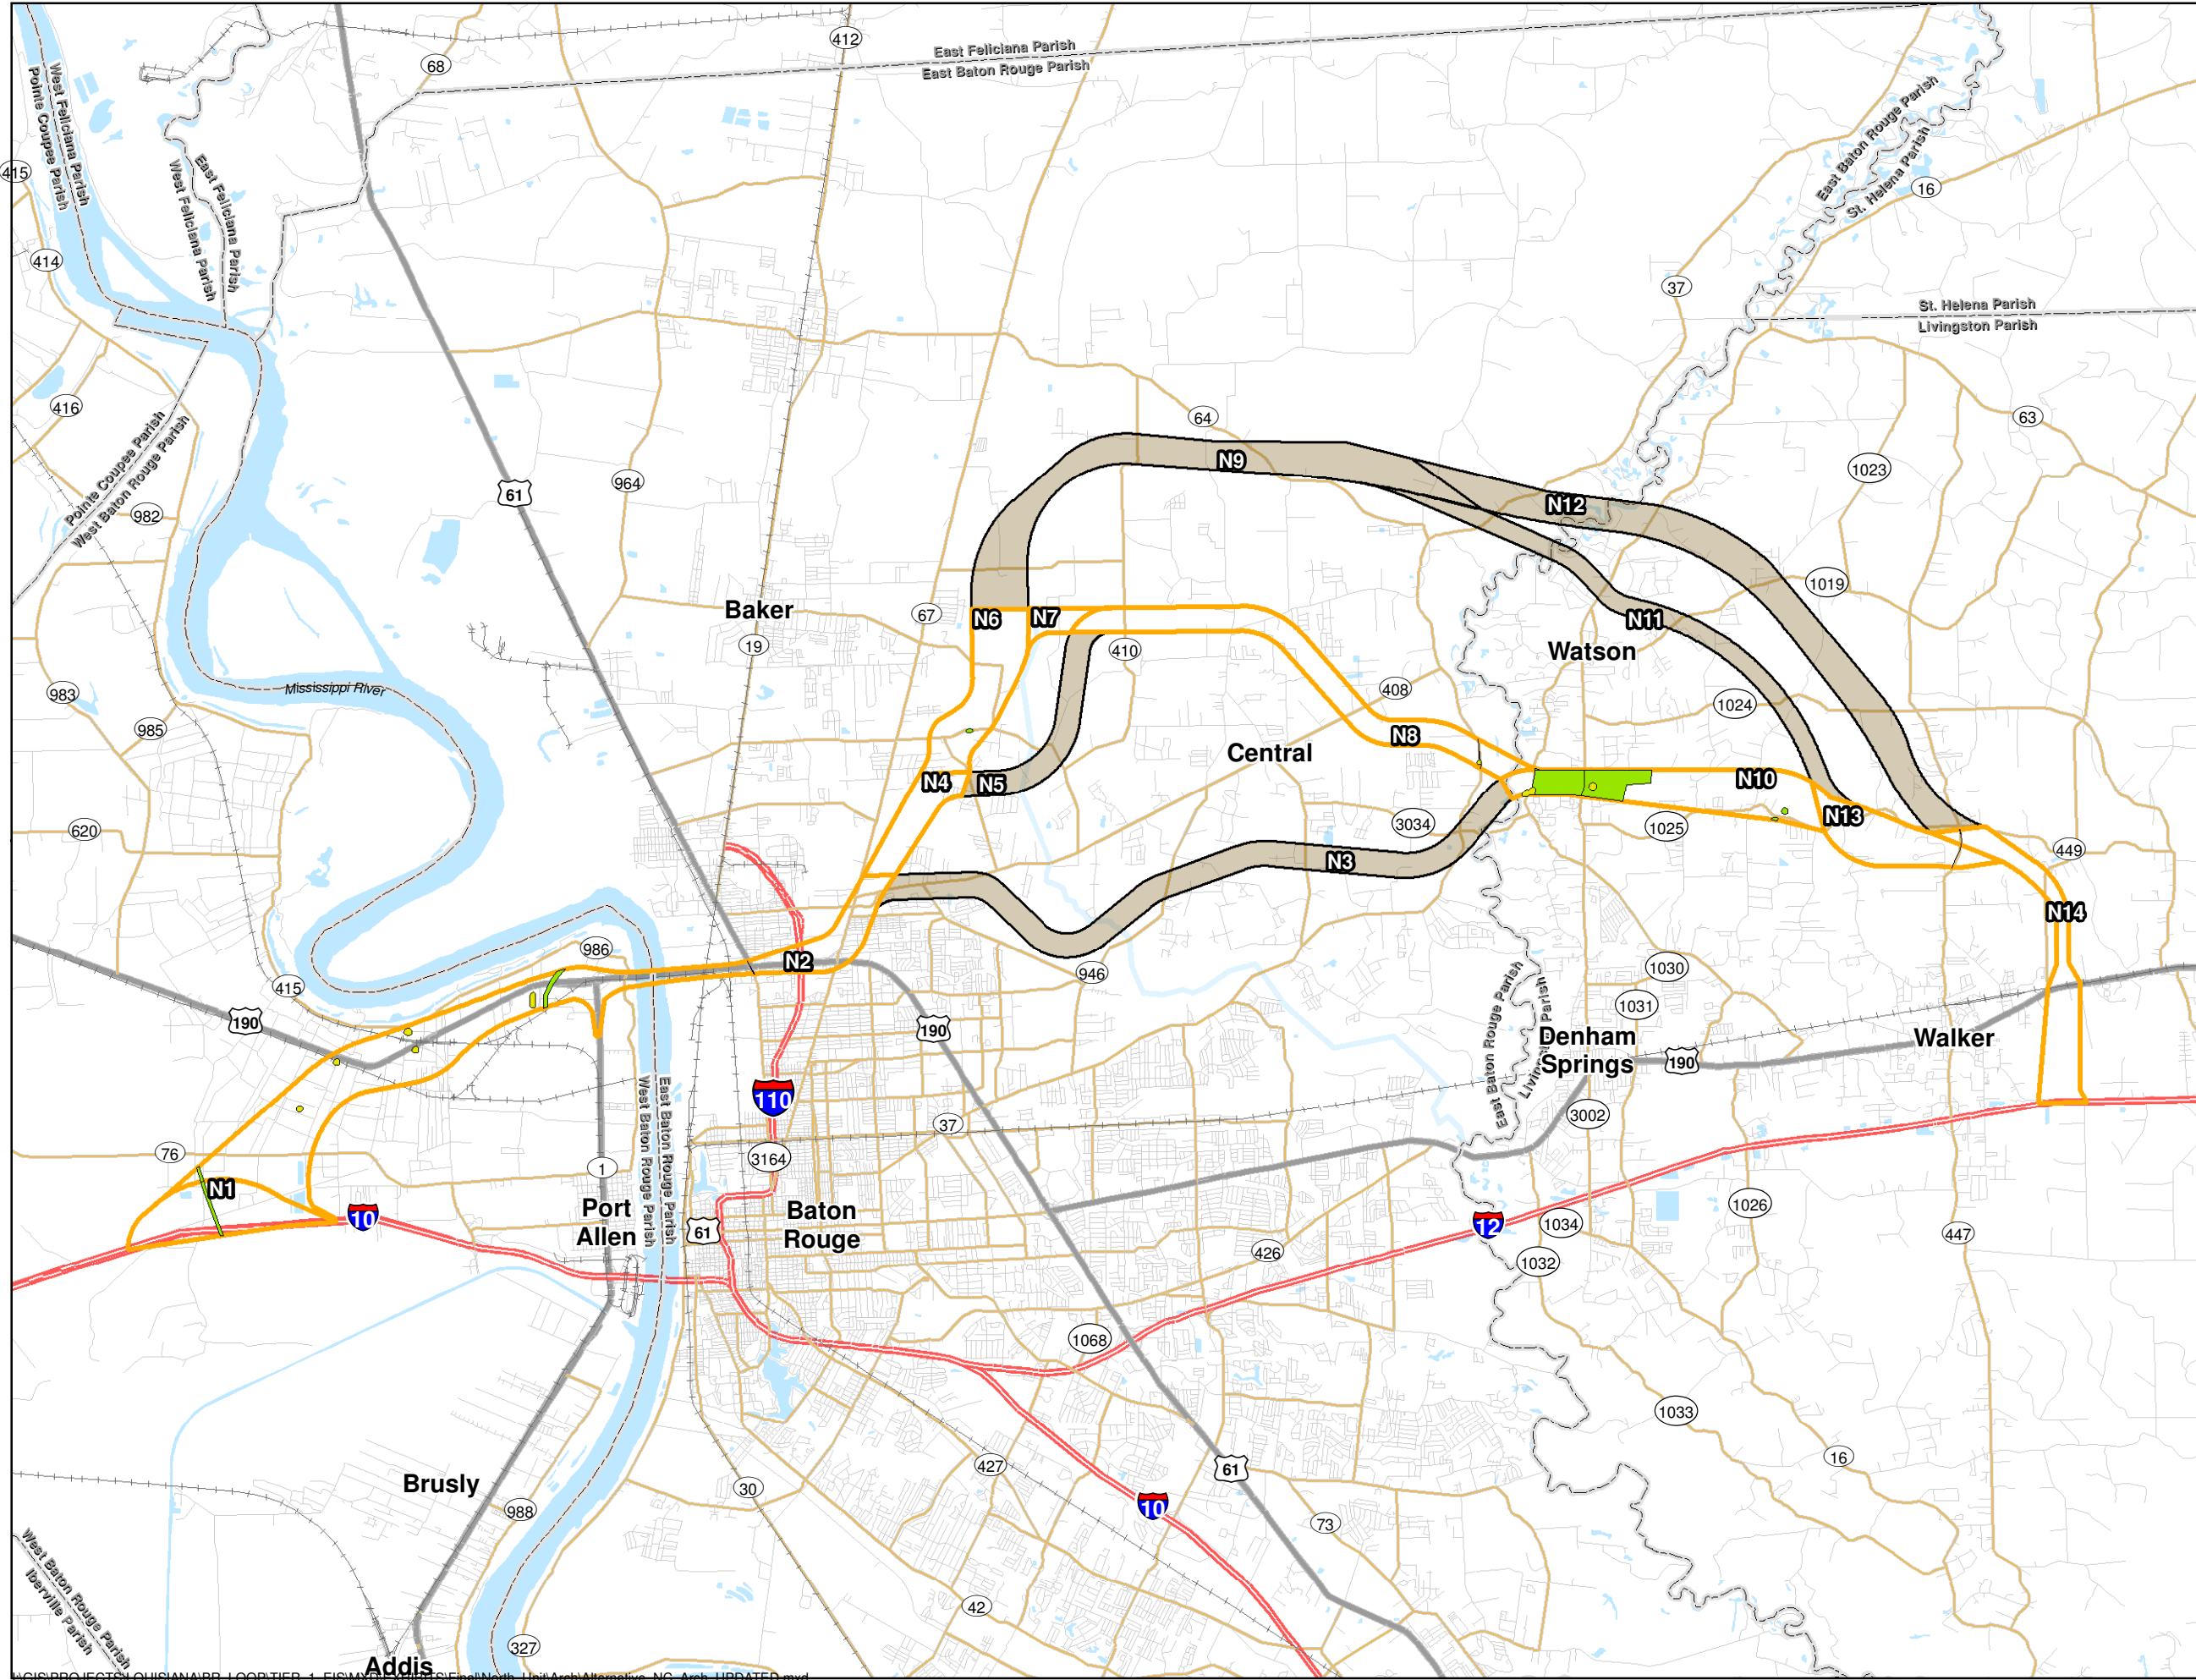 412
68
East Feliciana Parish
East Baton Rouge Parish
West Feliciana Parish
Pointe Coupee Parish
East Feliciana Parish
West Feliciana Parish
East Baton Rouge Parish
St. Helena Parish
415
16
414
37
St. Helena Parish
Livingston Parish
416
64
63
Pointe Coupee Parish
West Baton Rouge Parish
N9
1023
964
61
982
N12
1019
Baker
67
N6
N7
N11
19
410
Watson
Mississippi River
983
408
1024
985
N8
Central
N4
N5
N10
N13
620
3034
1025
449
N3
N14
986
N2
946
1030
415
1031
190
190
East Baton Rouge Parish
Livingston Parish
Denham
Springs
Walker
190
110
3002
West Baton Rouge Parish
East Baton Rouge Parish
37
76
3164
1
N1
10
Port
Allen
61
Baton
Rouge
1026
12
1034
426
447
1032
1068
1033
16
427
61
Brusly
30
10
988
73
West Baton Rouge Parish
Iberville Parish
42
327
Addis